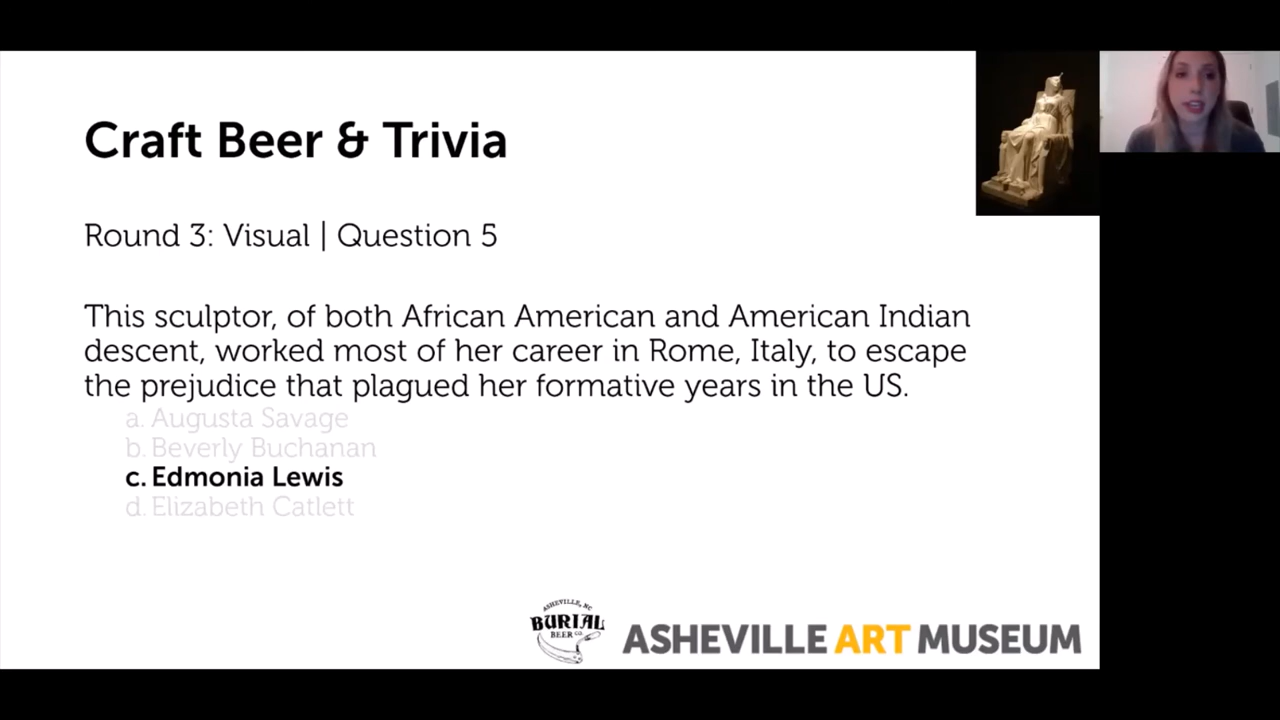 Craft Beer & Trivia
Round 3: Visual | Question 5
This sculptor, of both African American and American Indian
descent, worked most of her career in Rome, Italy, to escape
the prejudice that plagued her formative years in the US.
a. Augusta Savage
b. Beverly Buchanan
c. Edmonia Lewis
d. Elizabeth Catlett
ASHEVILLE, NC
BURIAL
BEER CO.
ASHEVILLE ART MUSEUM